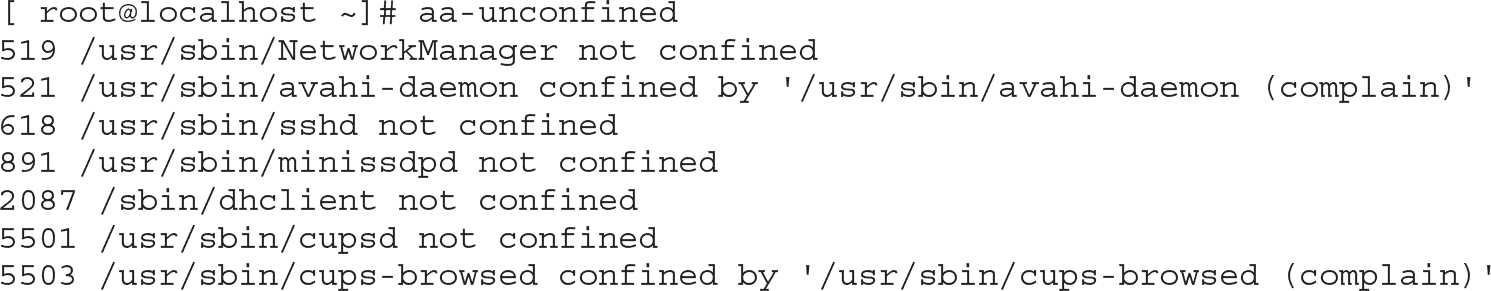 [ root@localhost ~]# aa-unconfined
519 /usr/sbin/NetworkManager not confined
521 /usr/sbin/avahi-daemon confined by '/usr/sbin/avahi-daemon (complain)'
618 /usr/sbin/sshd not confined
891 /usr/sbin/minissdpd not confined
2087 /sbin/dhclient not confined
5501 /usr/sbin/cupsd not confined
5503 /usr/sbin/cups-browsed confined by '/usr/sbin/cups-browsed (complain)'